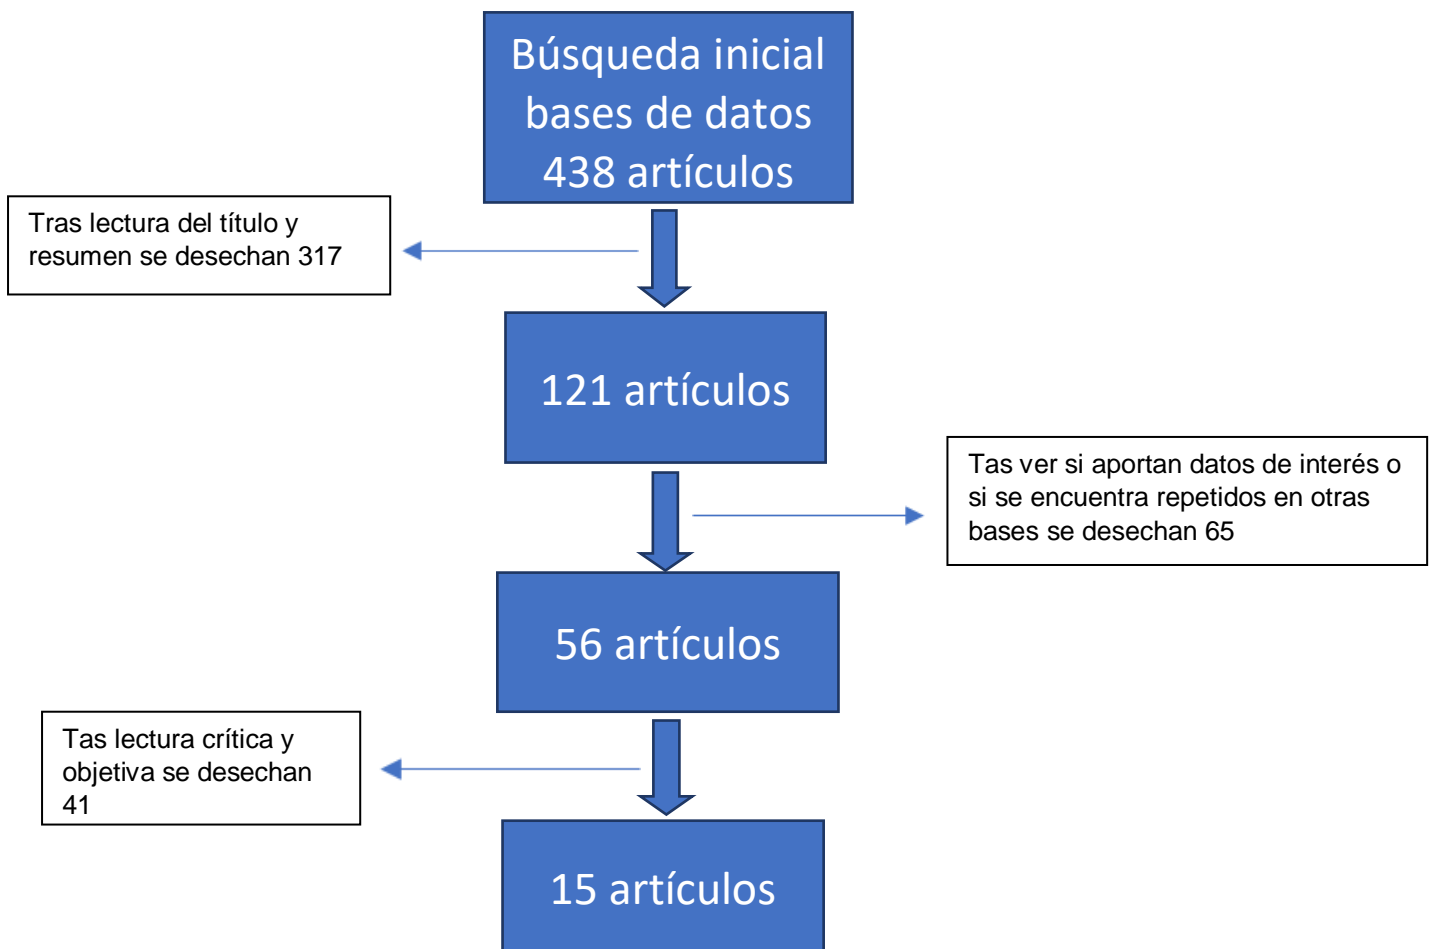 Búsqueda inicial
bases de datos
438 artículos
Tras lectura del título y
resumen se desechan 317
121 artículos
Tas ver si aportan datos de interés o
si se encuentra repetidos en otras
bases se desechan 65
56 artículos
Tas lectura crítica y
objetiva se desechan
41
15 artículos